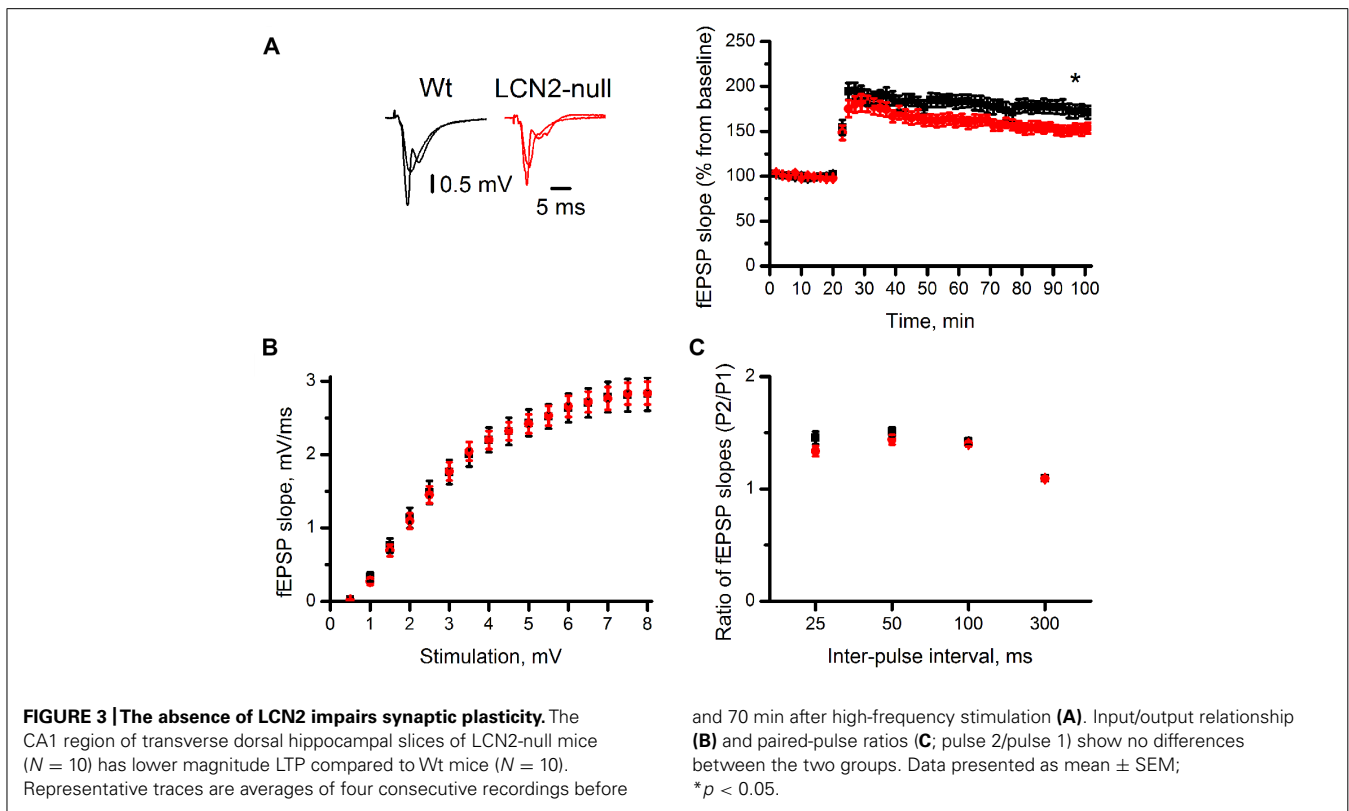 A
Wt
LCN2-null
0.5 mV
5 ms
fEPSP slope (% from baseline)
250
200
150
100
50
0
0 10 20 30 40 50 60 70 80 90 100
Time, min
*
B
fEPSP slope, mV/ms
3
2
1
0
0 1 2 3 4 5 6 7 8
Stimulation, mV
C
Ratio of fEPSP slopes (P2/P1)
2
1
0
25 50 100 300
Inter-pulse interval, ms
FIGURE 3 | The absence of LCN2 impairs synaptic plasticity. The
CA1 region of transverse dorsal hippocampal slices of LCN2-null mice
(N = 10) has lower magnitude LTP compared to Wt mice (N = 10).
Representative traces are averages of four consecutive recordings before
and 70 min after high-frequency stimulation (A). Input/output relationship
(B) and paired-pulse ratios (C; pulse 2/pulse 1) show no differences
between the two groups. Data presented as mean ± SEM;
*p < 0.05.